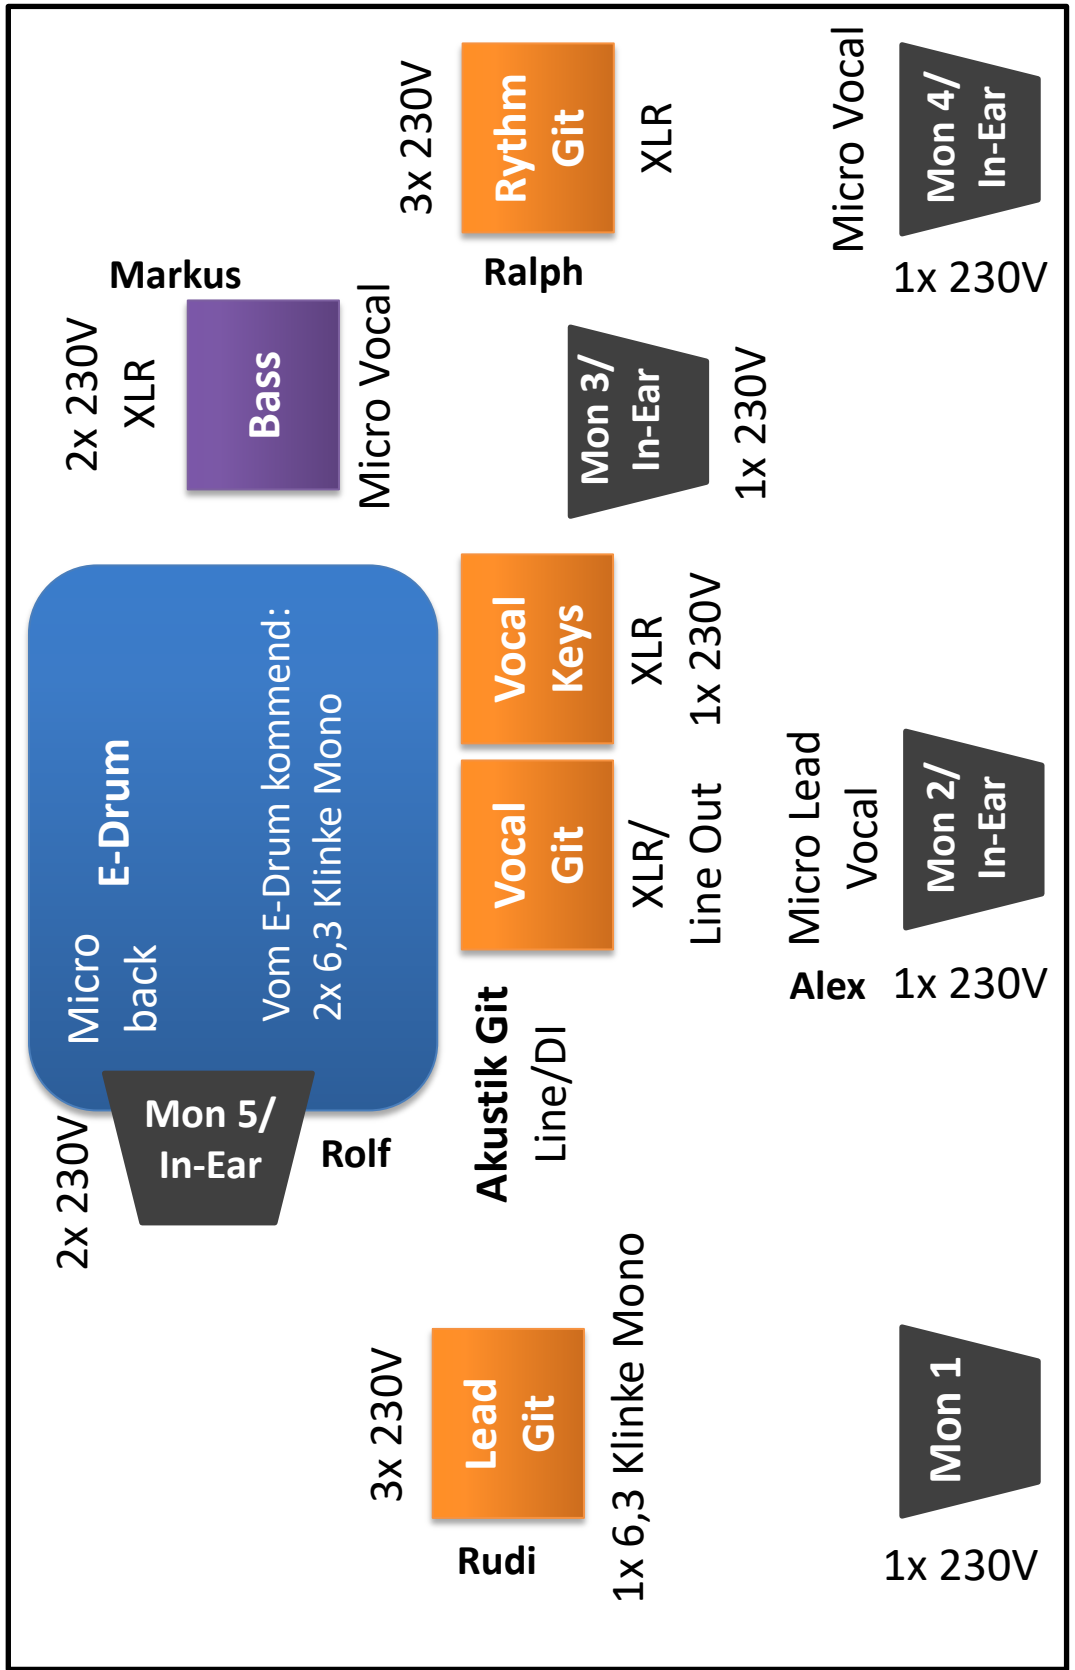 2x 230V
Mon 5/
In-Ear
Rolf
Micro
back
E-Drum
Vom E-Drum kommend:
2x 6,3 Klinke Mono
2x 230V
XLR
Markus
Bass
Micro Vocal
3x 230V
Lead
Git
Rudi
1x 6,3 Klinke Mono
Akustik Git
Line/DI
Vocal
Git
XLR/
Line Out
Vocal
Keys
XLR
1x 230V
3x 230V
Rythm
Git
Ralph
XLR
Mon 3/
In-Ear
1x 230V
Mon 1
1x 230V
Micro Lead
Vocal
Alex
Mon 2/
In-Ear
1x 230V
Micro Vocal
Mon 4/
In-Ear
1x 230V